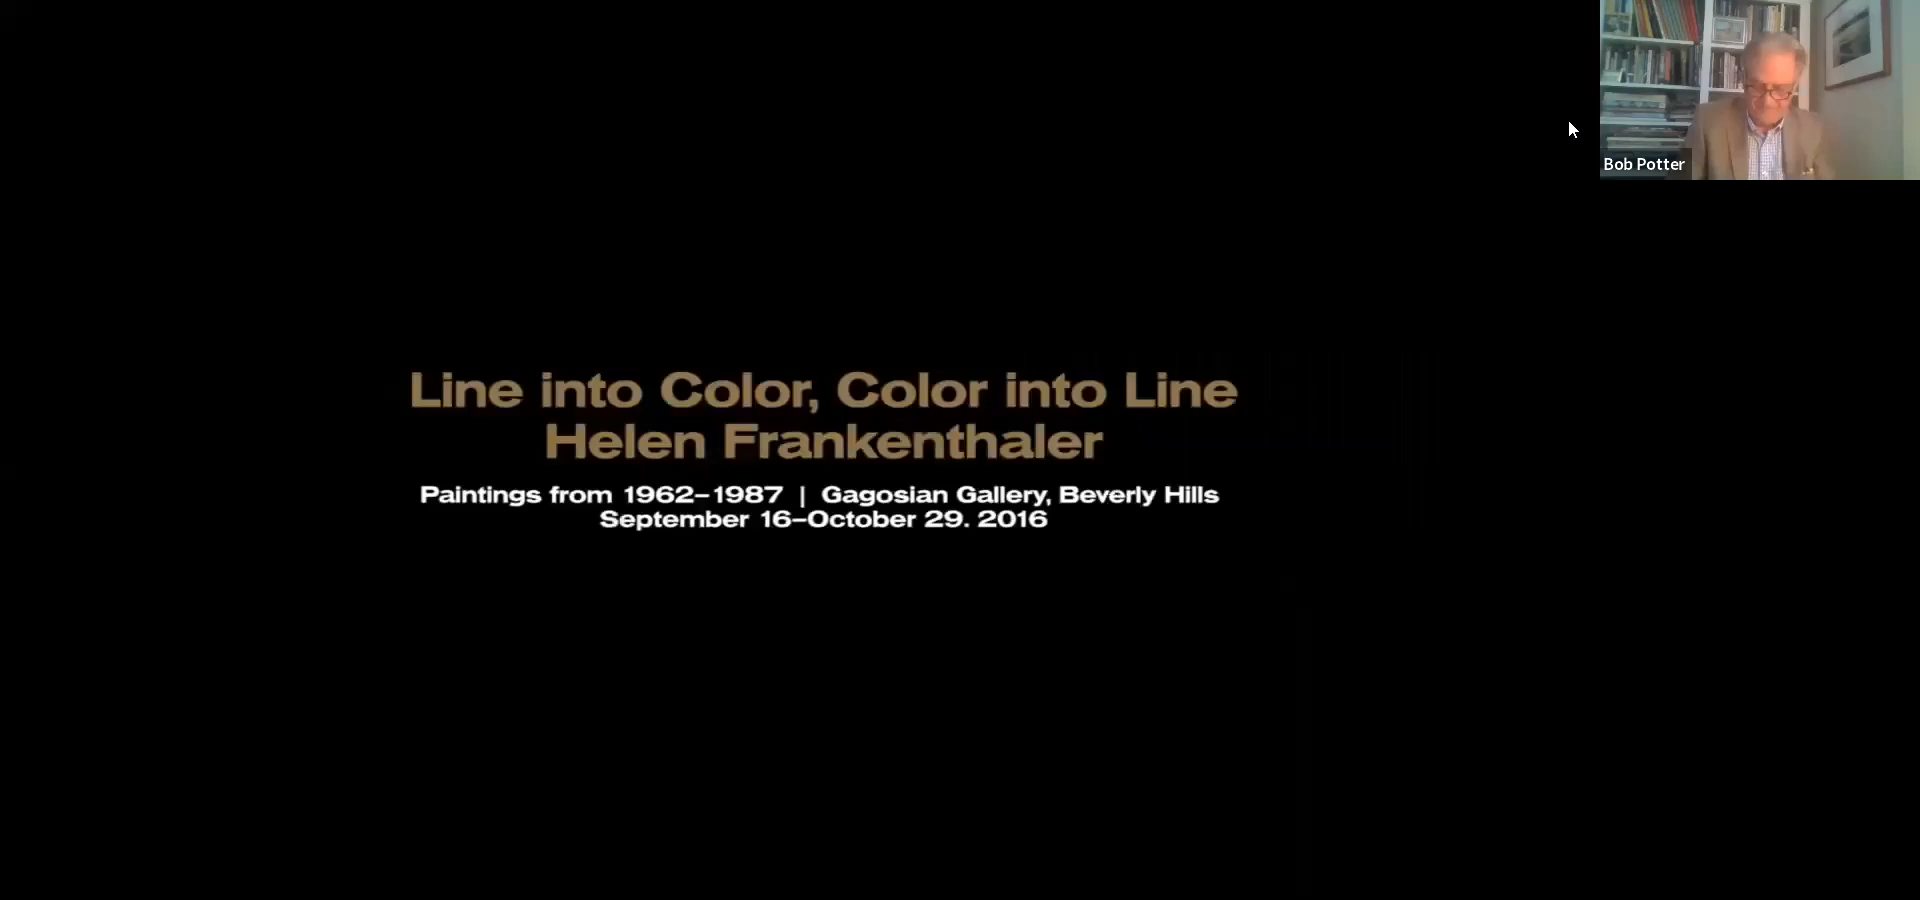 Line into Color, Color into Line
Helen Frankenthaler
Paintings from 1962–1987 | Gagosian Gallery, Beverly Hills
September 16–October 29. 2016
Bob Potter